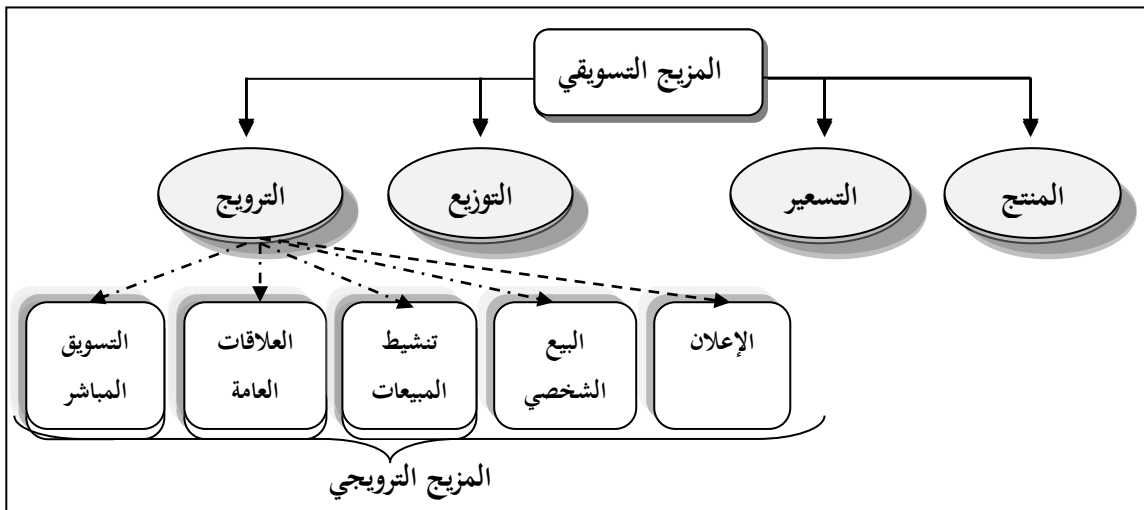 المزيج التسويقي
المنتج
التسعير
التوزيع
الترويج
الإعلان
البيع
الشخصي
تنشيط
المبيعات
العلاقات
العامة
التسويق
المباشر
المزيج الترويجي